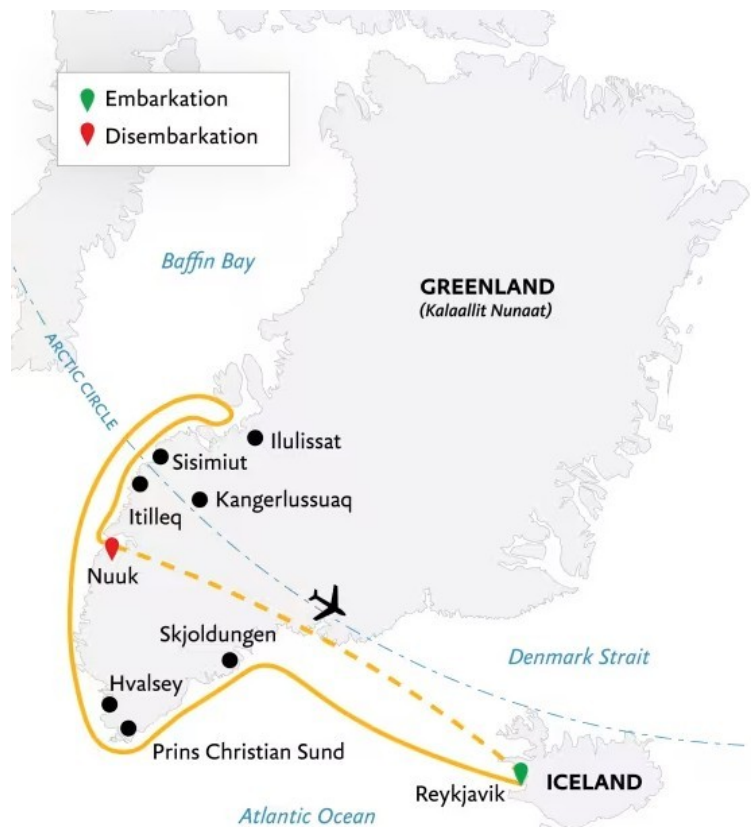 Embarkation
Disembarkation
Baffin Bay
GREENLAND
(Kalaallit Nunaat)
ARCTIC CIRCLE
Ilulissat
Sisimiut
Kangerlussuaq
Itilleq
Nuuk
Skjoldungen
Denmark Strait
Hvalsey
Prins Christian Sund
Reykjavik
ICELAND
Atlantic Ocean